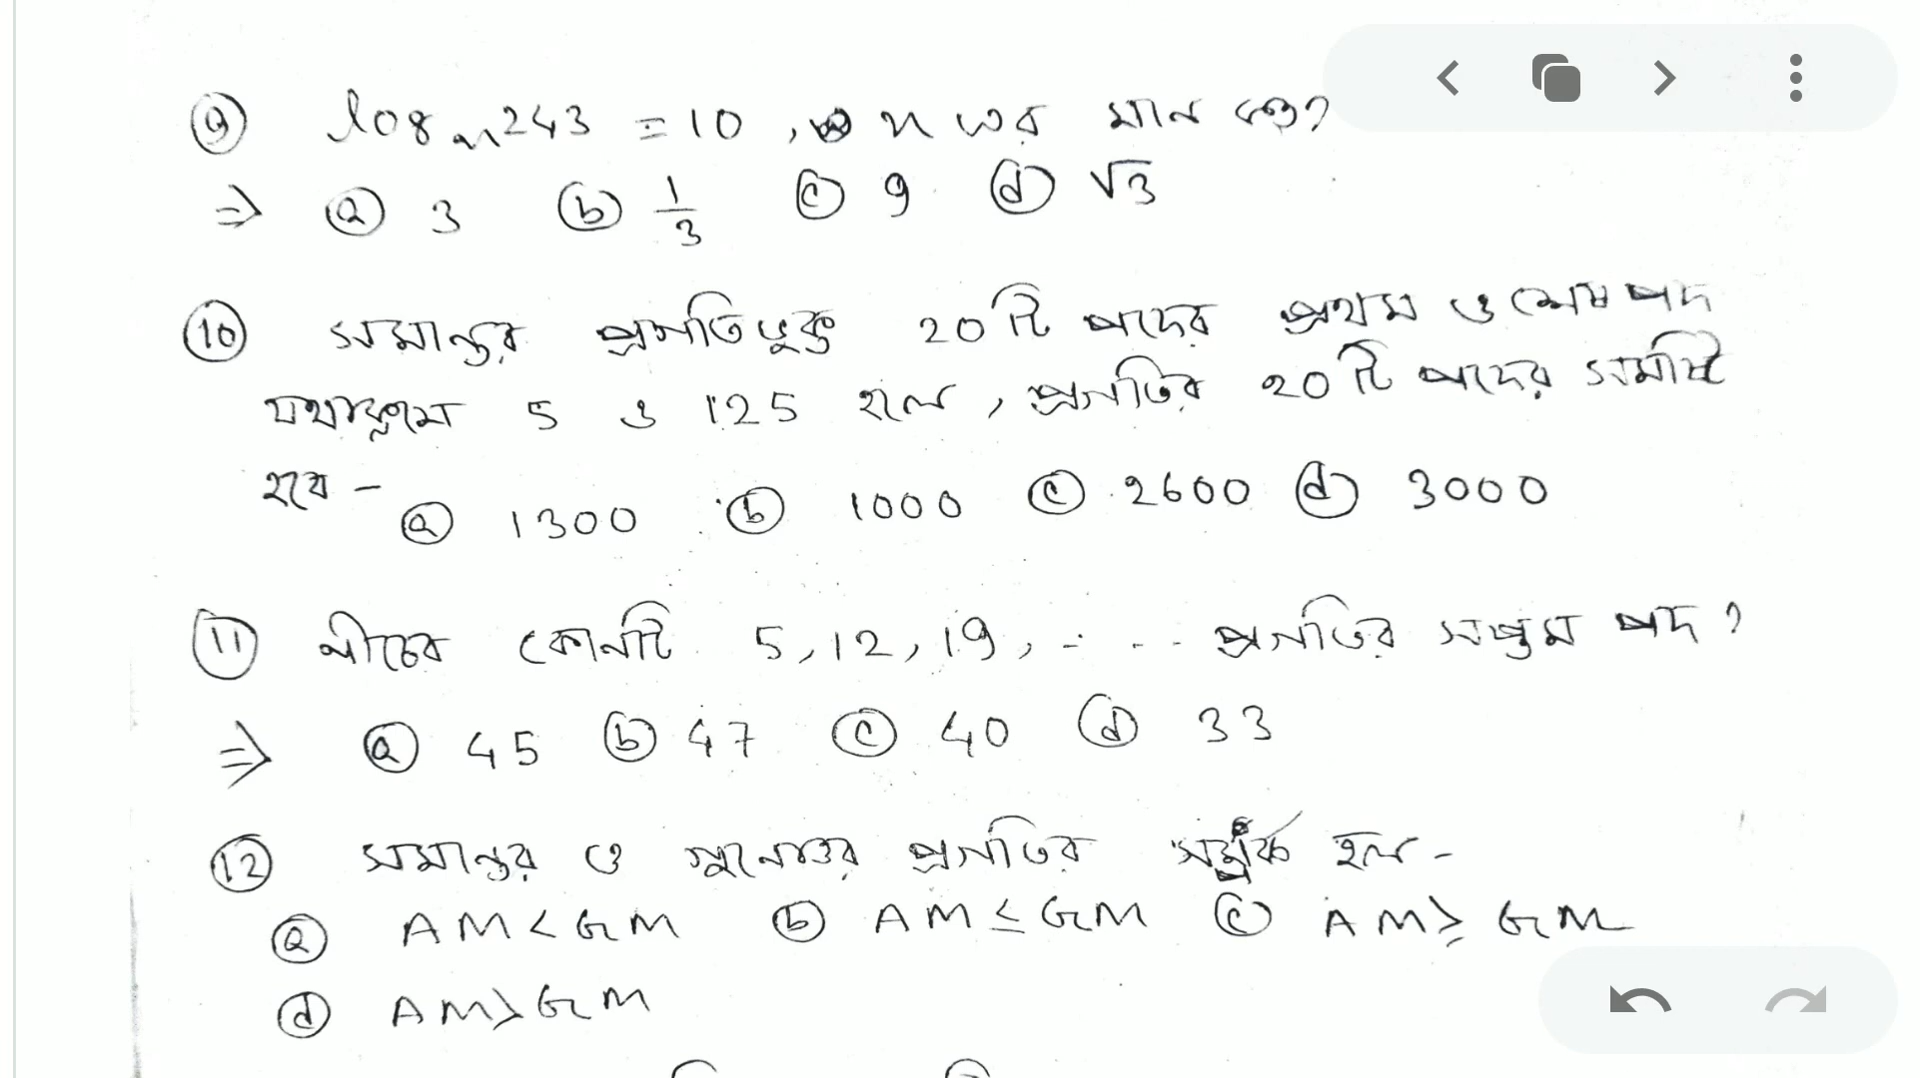 ৯ logₙ243 = 10 , n এর মান কত?
⇒ ⓐ 3 ⓑ 1/3 ⓒ 9 ⓓ √3
10 সমান্তর প্রগতিভুক্ত 20 টি পদের প্রথম ও শেষ পদ
যথাক্রমে 5 ও 125 হলে, প্রগতির 20 টি পদের সমষ্টি
হবে – ⓐ 1300 ⓑ 1000 ⓒ 2600 ⓓ 3000
11 নীচের কোনটি 5, 12, 19, . . . প্রগতির সপ্তম পদ ?
⇒ ⓐ 45 ⓑ 47 ⓒ 40 ⓓ 33
12 সমান্তর ও গুনোত্তর প্রগতির সম্পর্ক হল –
ⓐ AM < GM ⓑ AM ≤ GM ⓒ AM ≥ GM
ⓓ AM > GM